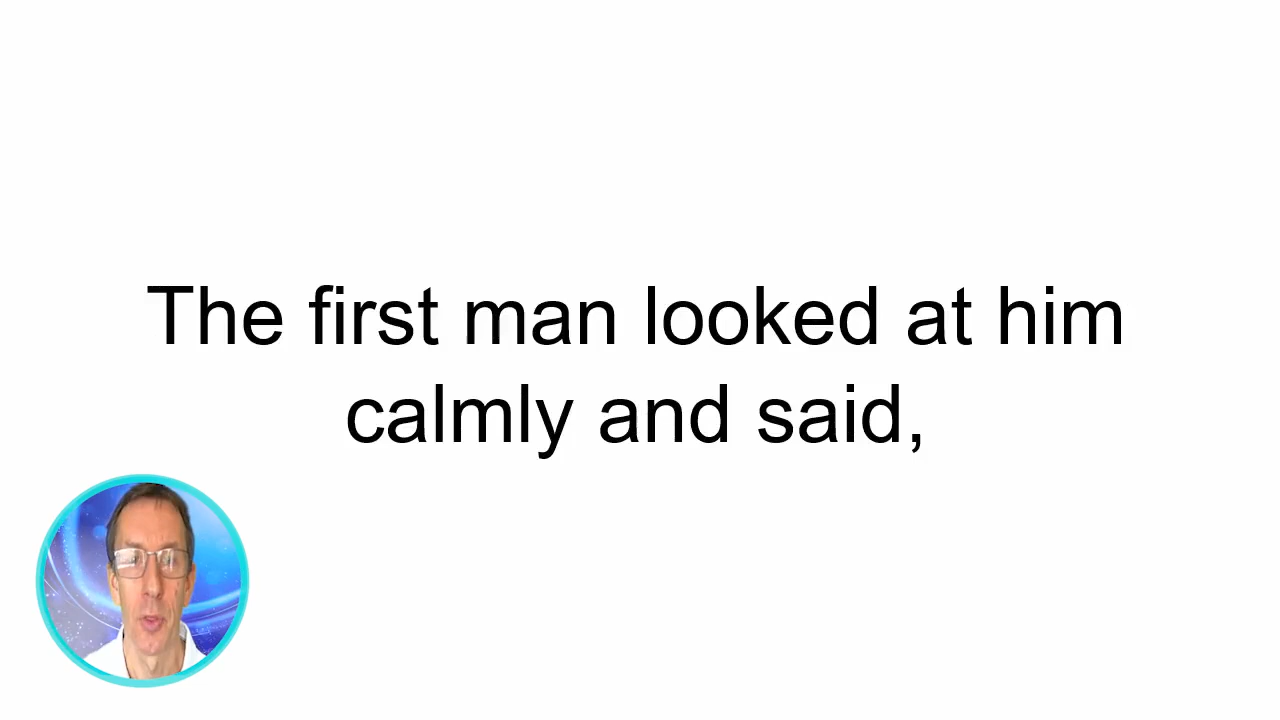 The first man looked at him
calmly and said,